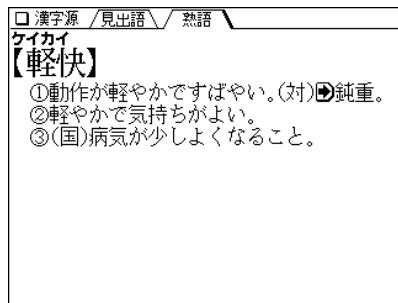 漢字源 見出語 熟語
ケイカイ
【軽快】
①動作が軽やかですばやい。(対)➡鈍重。
②軽やかで気持ちがよい。
③(国)病気が少しよくなること。